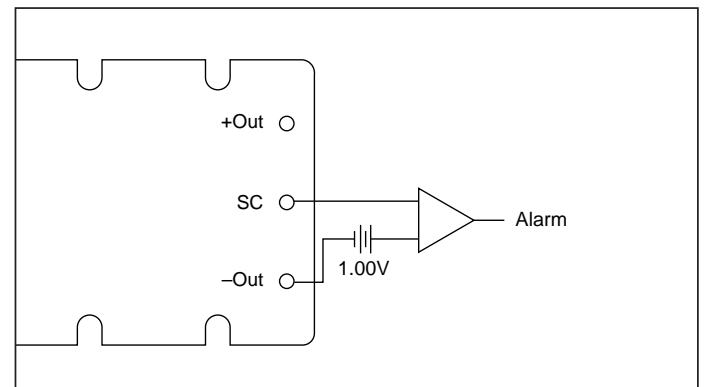 +Out
SC
Alarm
1.00V
–Out